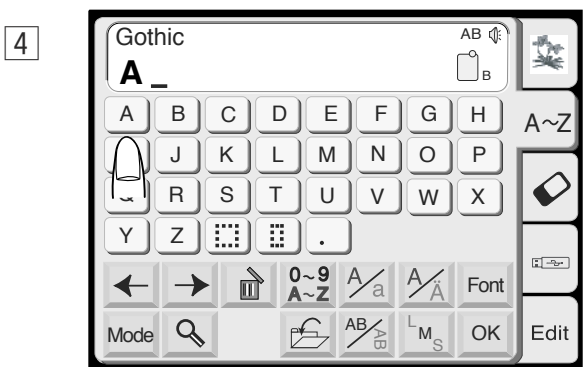 4
Gothic
AB
A _
B
A B C D E F G H
A~Z
J K L M N O P
R S T U V W X
Y Z .
0~9
A~Z
A/a
A/Ä
Font
Mode
AB/AB
L M S
OK
Edit